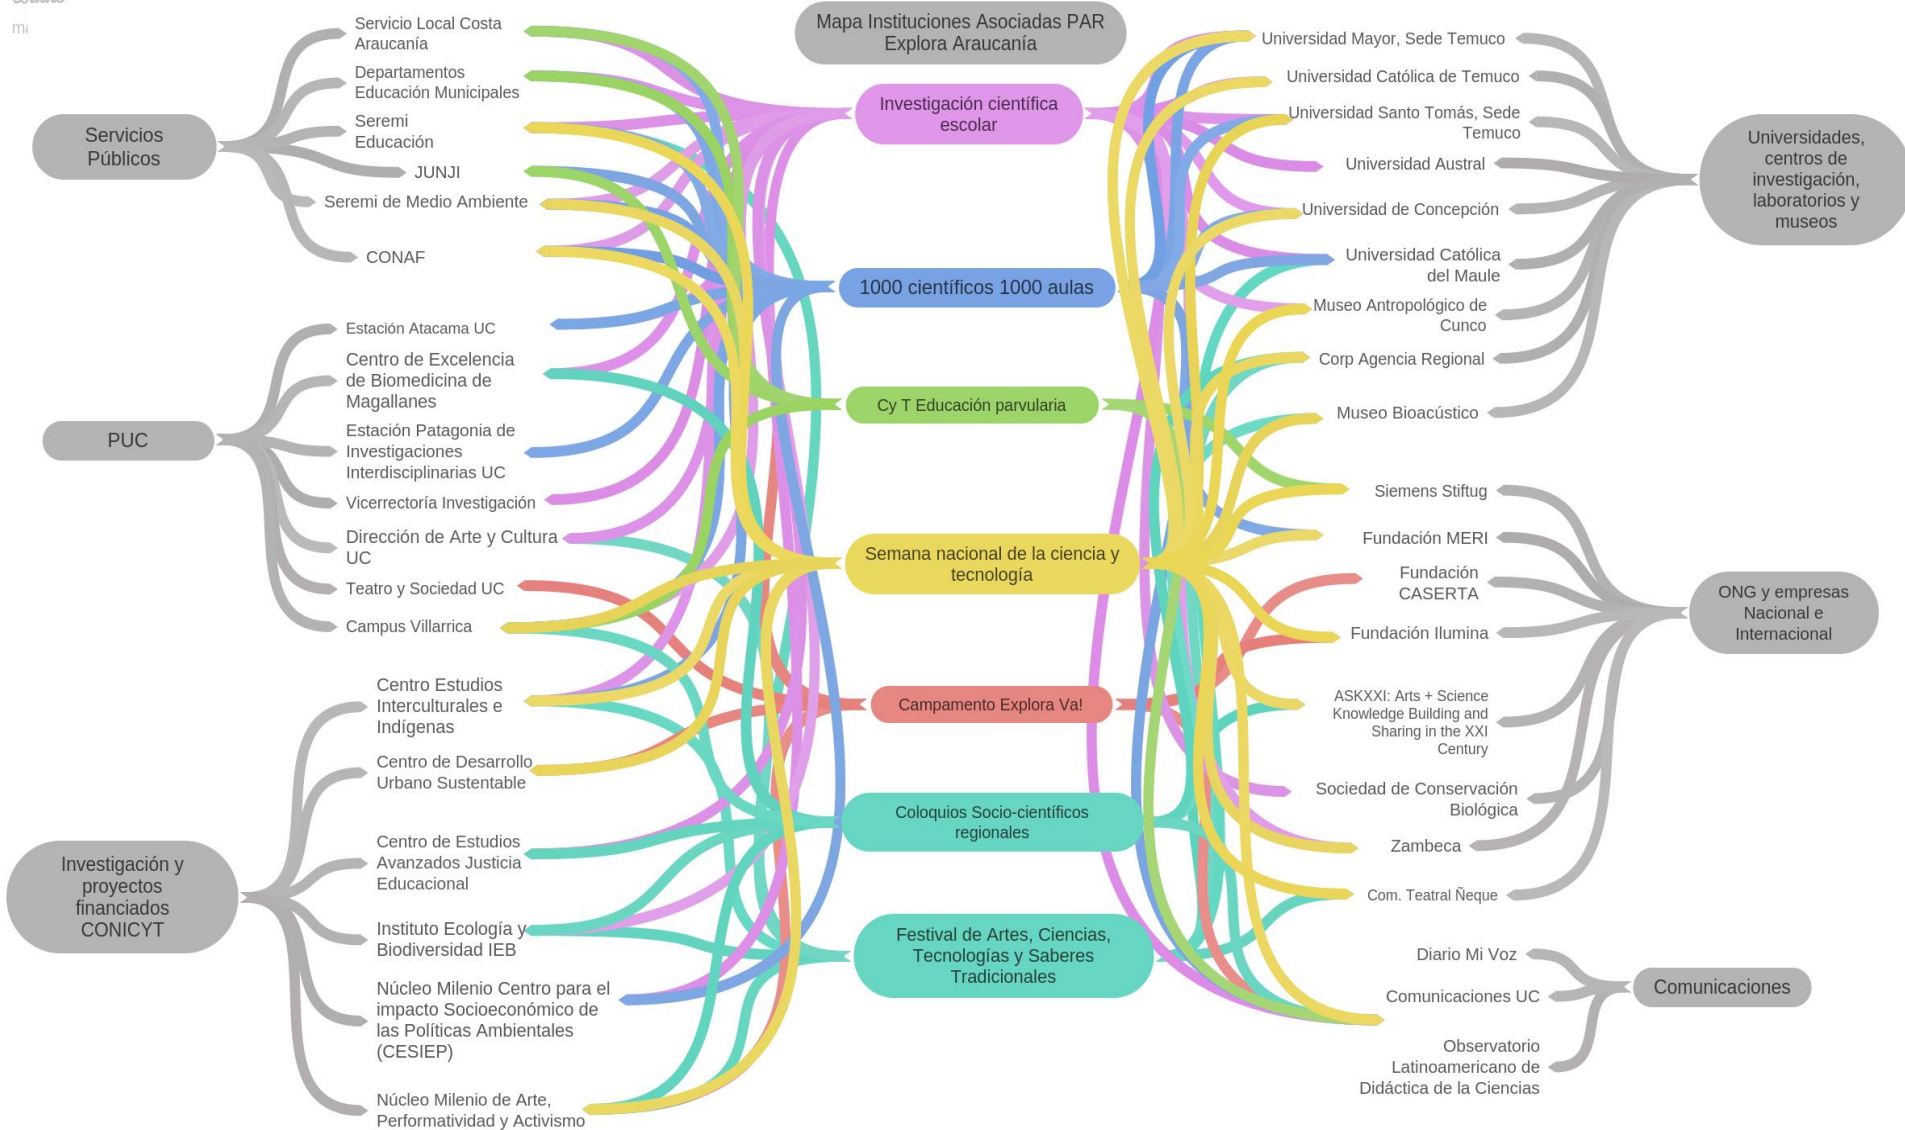 Mapa Instituciones Asociadas PAR
Explora Araucanía
Servicios
Públicos
Servicio Local Costa
Araucanía
Departamentos
Educación Municipales
Seremi
Educación
JUNJI
Seremi de Medio Ambiente
CONAF
PUC
Estación Atacama UC
Centro de Excelencia
de Biomedicina de
Magallanes
Estación Patagonia de
Investigaciones
Interdisciplinarias UC
Vicerrectoría Investigación
Dirección de Arte y Cultura
UC
Teatro y Sociedad UC
Campus Villarrica
Investigación y
proyectos
financiados
CONICYT
Centro Estudios
Interculturales e
Indígenas
Centro de Desarrollo
Urbano Sustentable
Centro de Estudios
Avanzados Justicia
Educacional
Instituto Ecología y
Biodiversidad IEB
Núcleo Milenio Centro para el
impacto Socioeconómico de
las Políticas Ambientales
(CESIEP)
Núcleo Milenio de Arte,
Performatividad y Activismo
Investigación científica
escolar
1000 científicos 1000 aulas
Cy T Educación parvularia
Semana nacional de la ciencia y
tecnología
Campamento Explora Va!
Coloquios Socio-científicos
regionales
Festival de Artes, Ciencias,
Tecnologías y Saberes
Tradicionales
Universidad Mayor, Sede Temuco
Universidad Católica de Temuco
Universidad Santo Tomás, Sede
Temuco
Universidad Austral
Universidad de Concepción
Universidad Católica
del Maule
Museo Antropológico de
Cunco
Corp Agencia Regional
Museo Bioacústico
Universidades,
centros de
investigación,
laboratorios y
museos
Siemens Stiftug
Fundación MERI
Fundación
CASERTA
Fundación Ilumina
ASKXXI: Arts + Science
Knowledge Building and
Sharing in the XXI
Century
Sociedad de Conservación
Biológica
Zambeca
Com. Teatral Ñeque
ONG y empresas
Nacional e
Internacional
Diario Mi Voz
Comunicaciones UC
Observatorio
Latinoamericano de
Didáctica de la Ciencias
Comunicaciones